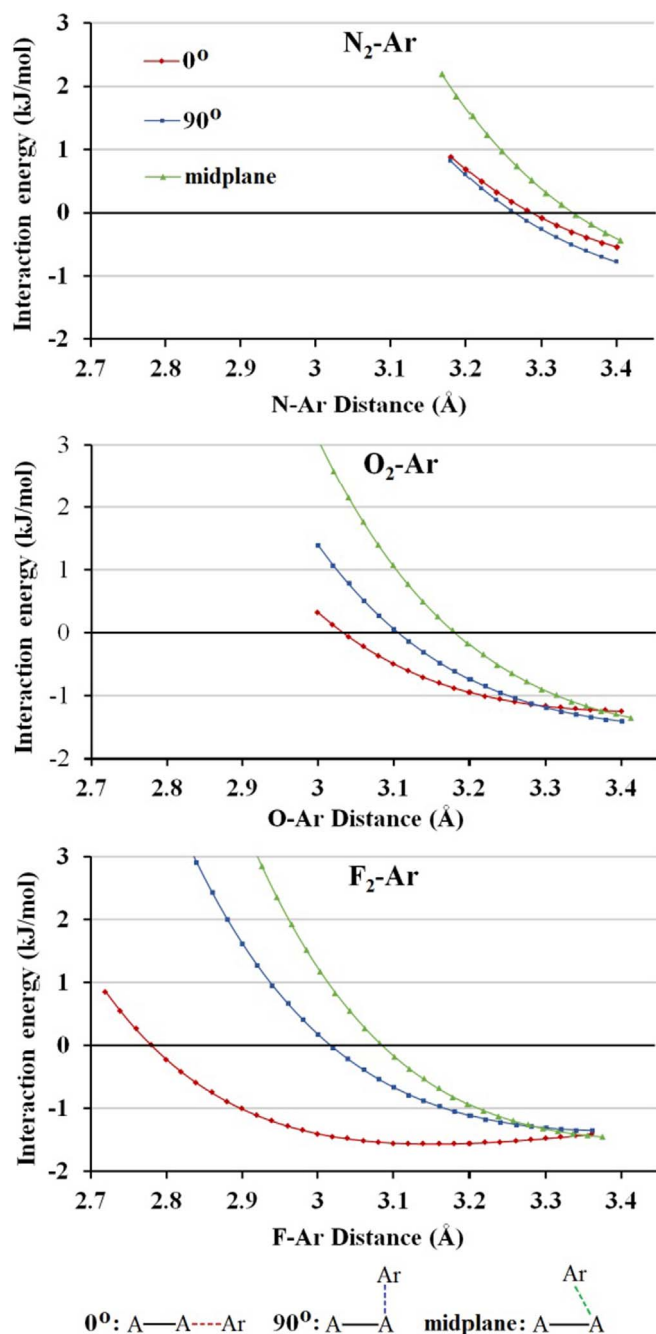 N₂-Ar
0°
90°
midplane
Interaction energy (kJ/mol)
3
2
1
0
-1
-2
2.7 2.8 2.9 3 3.1 3.2 3.3 3.4
N-Ar Distance (Å)
O₂-Ar
Interaction energy (kJ/mol)
3
2
1
0
-1
-2
2.7 2.8 2.9 3 3.1 3.2 3.3 3.4
O-Ar Distance (Å)
F₂-Ar
Interaction energy (kJ/mol)
3
2
1
0
-1
-2
2.7 2.8 2.9 3 3.1 3.2 3.3 3.4
F-Ar Distance (Å)
Ar Ar
0°: A A Ar 90°: A A midplane: A A